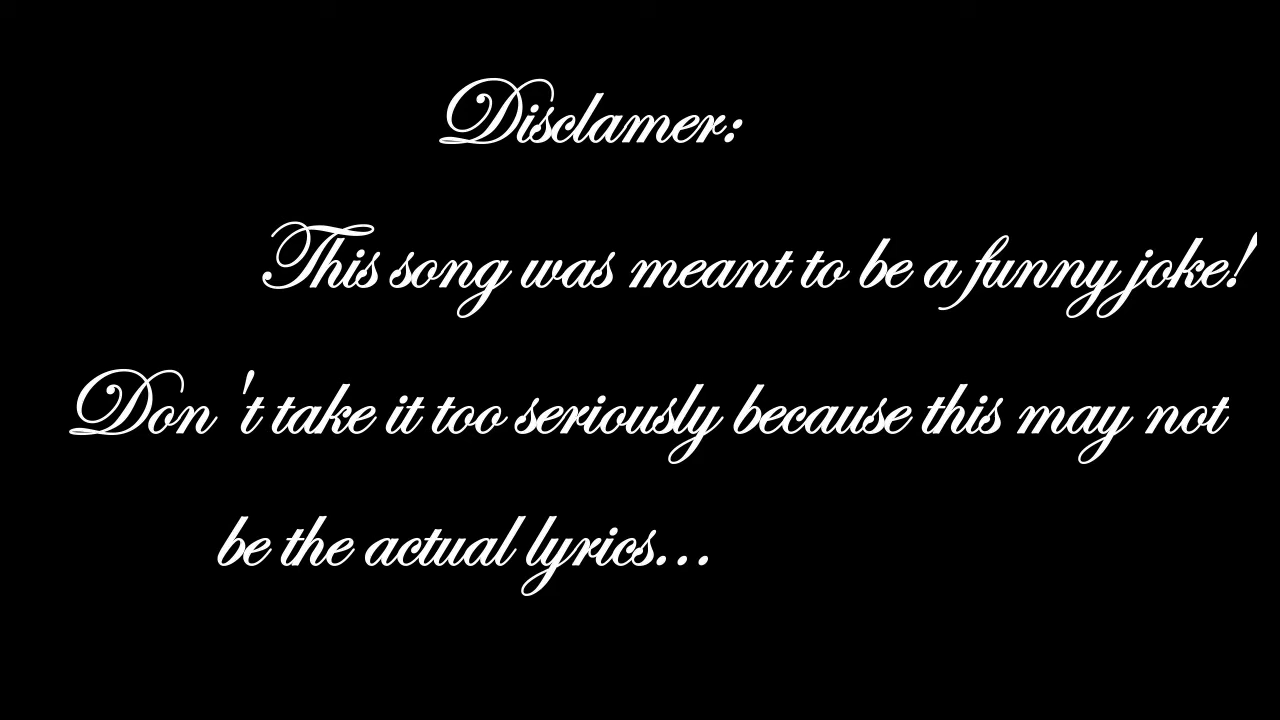 Disclamer:
This song was meant to be a funny joke!
Don't take it too seriously because this may not
be the actual lyrics...